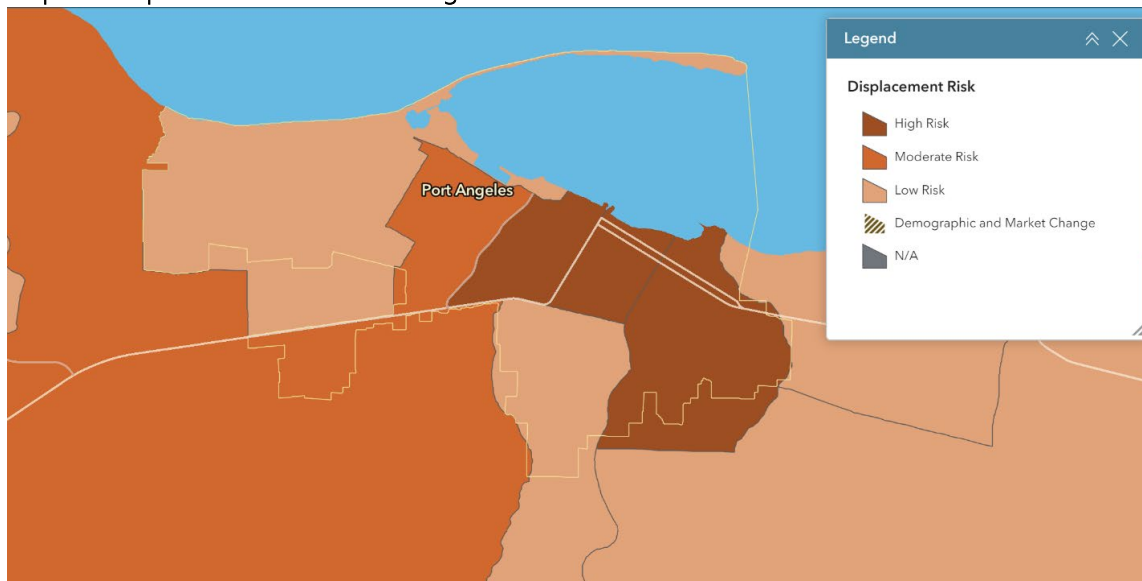 Legend
Displacement Risk
High Risk
Moderate Risk
Low Risk
Demographic and Market Change
N/A
Port Angeles